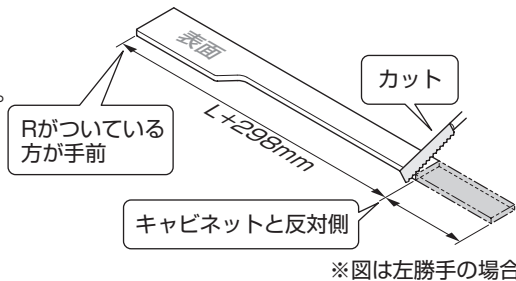 表面
カット
。
Rがついている
方が手前
L+298mm
キャビネットと反対側
※図は左勝手の場合